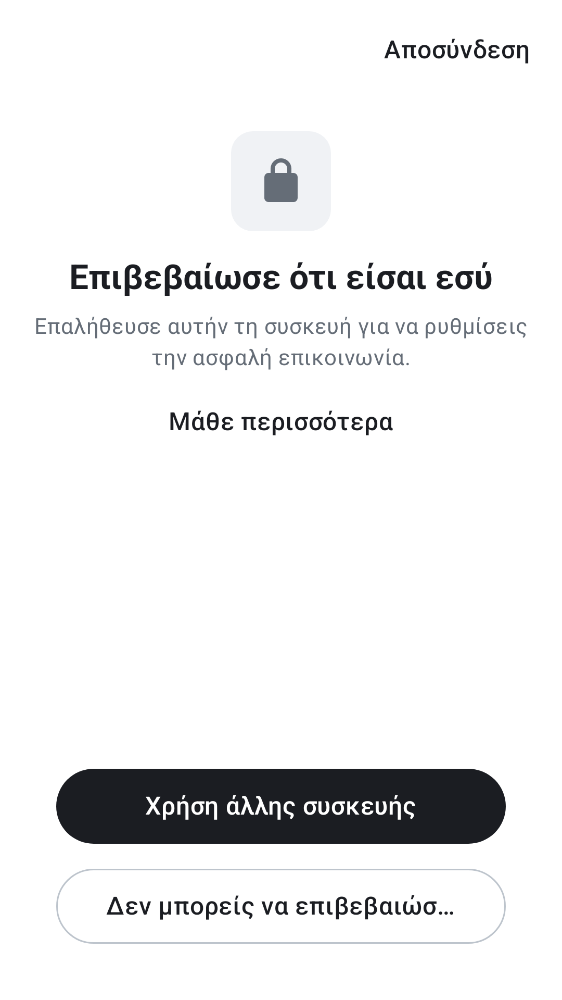 Αποσύνδεση
Επιβεβαίωσε ότι είσαι εσύ
Επαλήθευσε αυτήν τη συσκευή για να ρυθμίσεις
την ασφαλή επικοινωνία.
Μάθε περισσότερα
Χρήση άλλης συσκευής
Δεν μπορείς να επιβεβαιώσ…